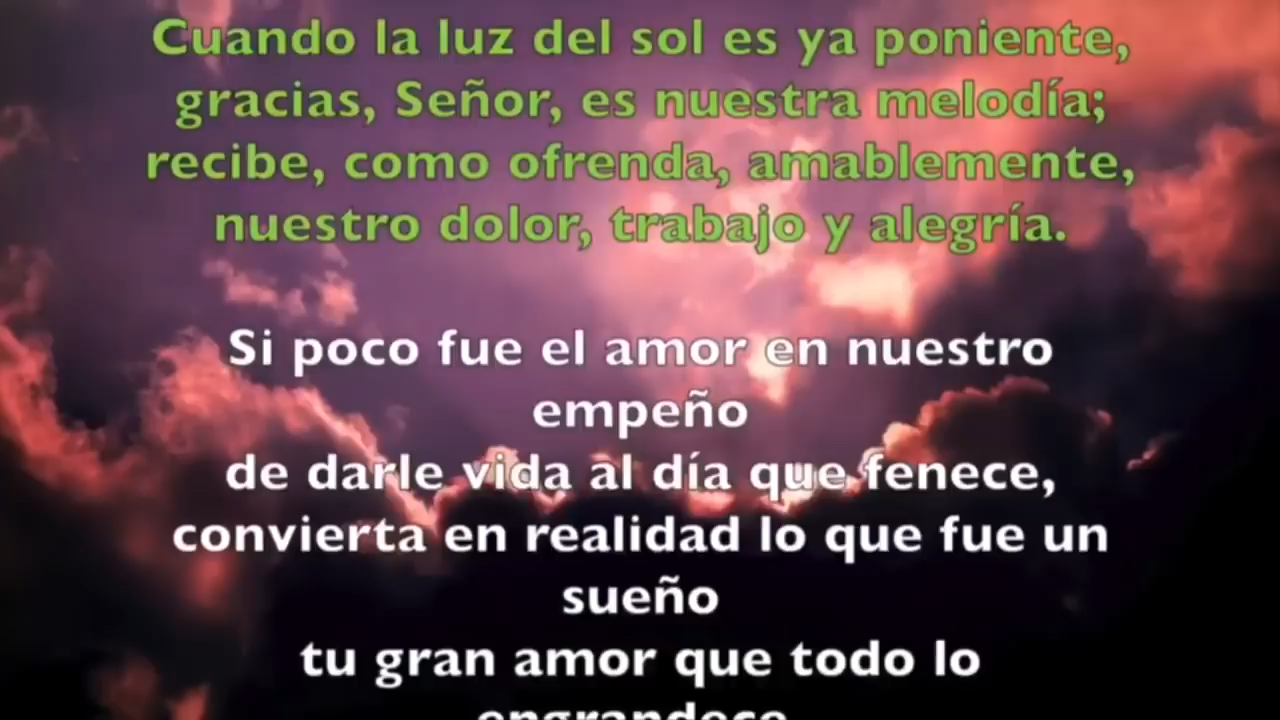 Cuando la luz del sol es ya poniente,
gracias, Señor, es nuestra melodía;
recibe, como ofrenda, amablemente,
nuestro dolor, trabajo y alegría.
Si poco fue el amor en nuestro
empeño
de darle vida al día que fenece,
convierta en realidad lo que fue un
sueño
tu gran amor que todo lo
engrandece.